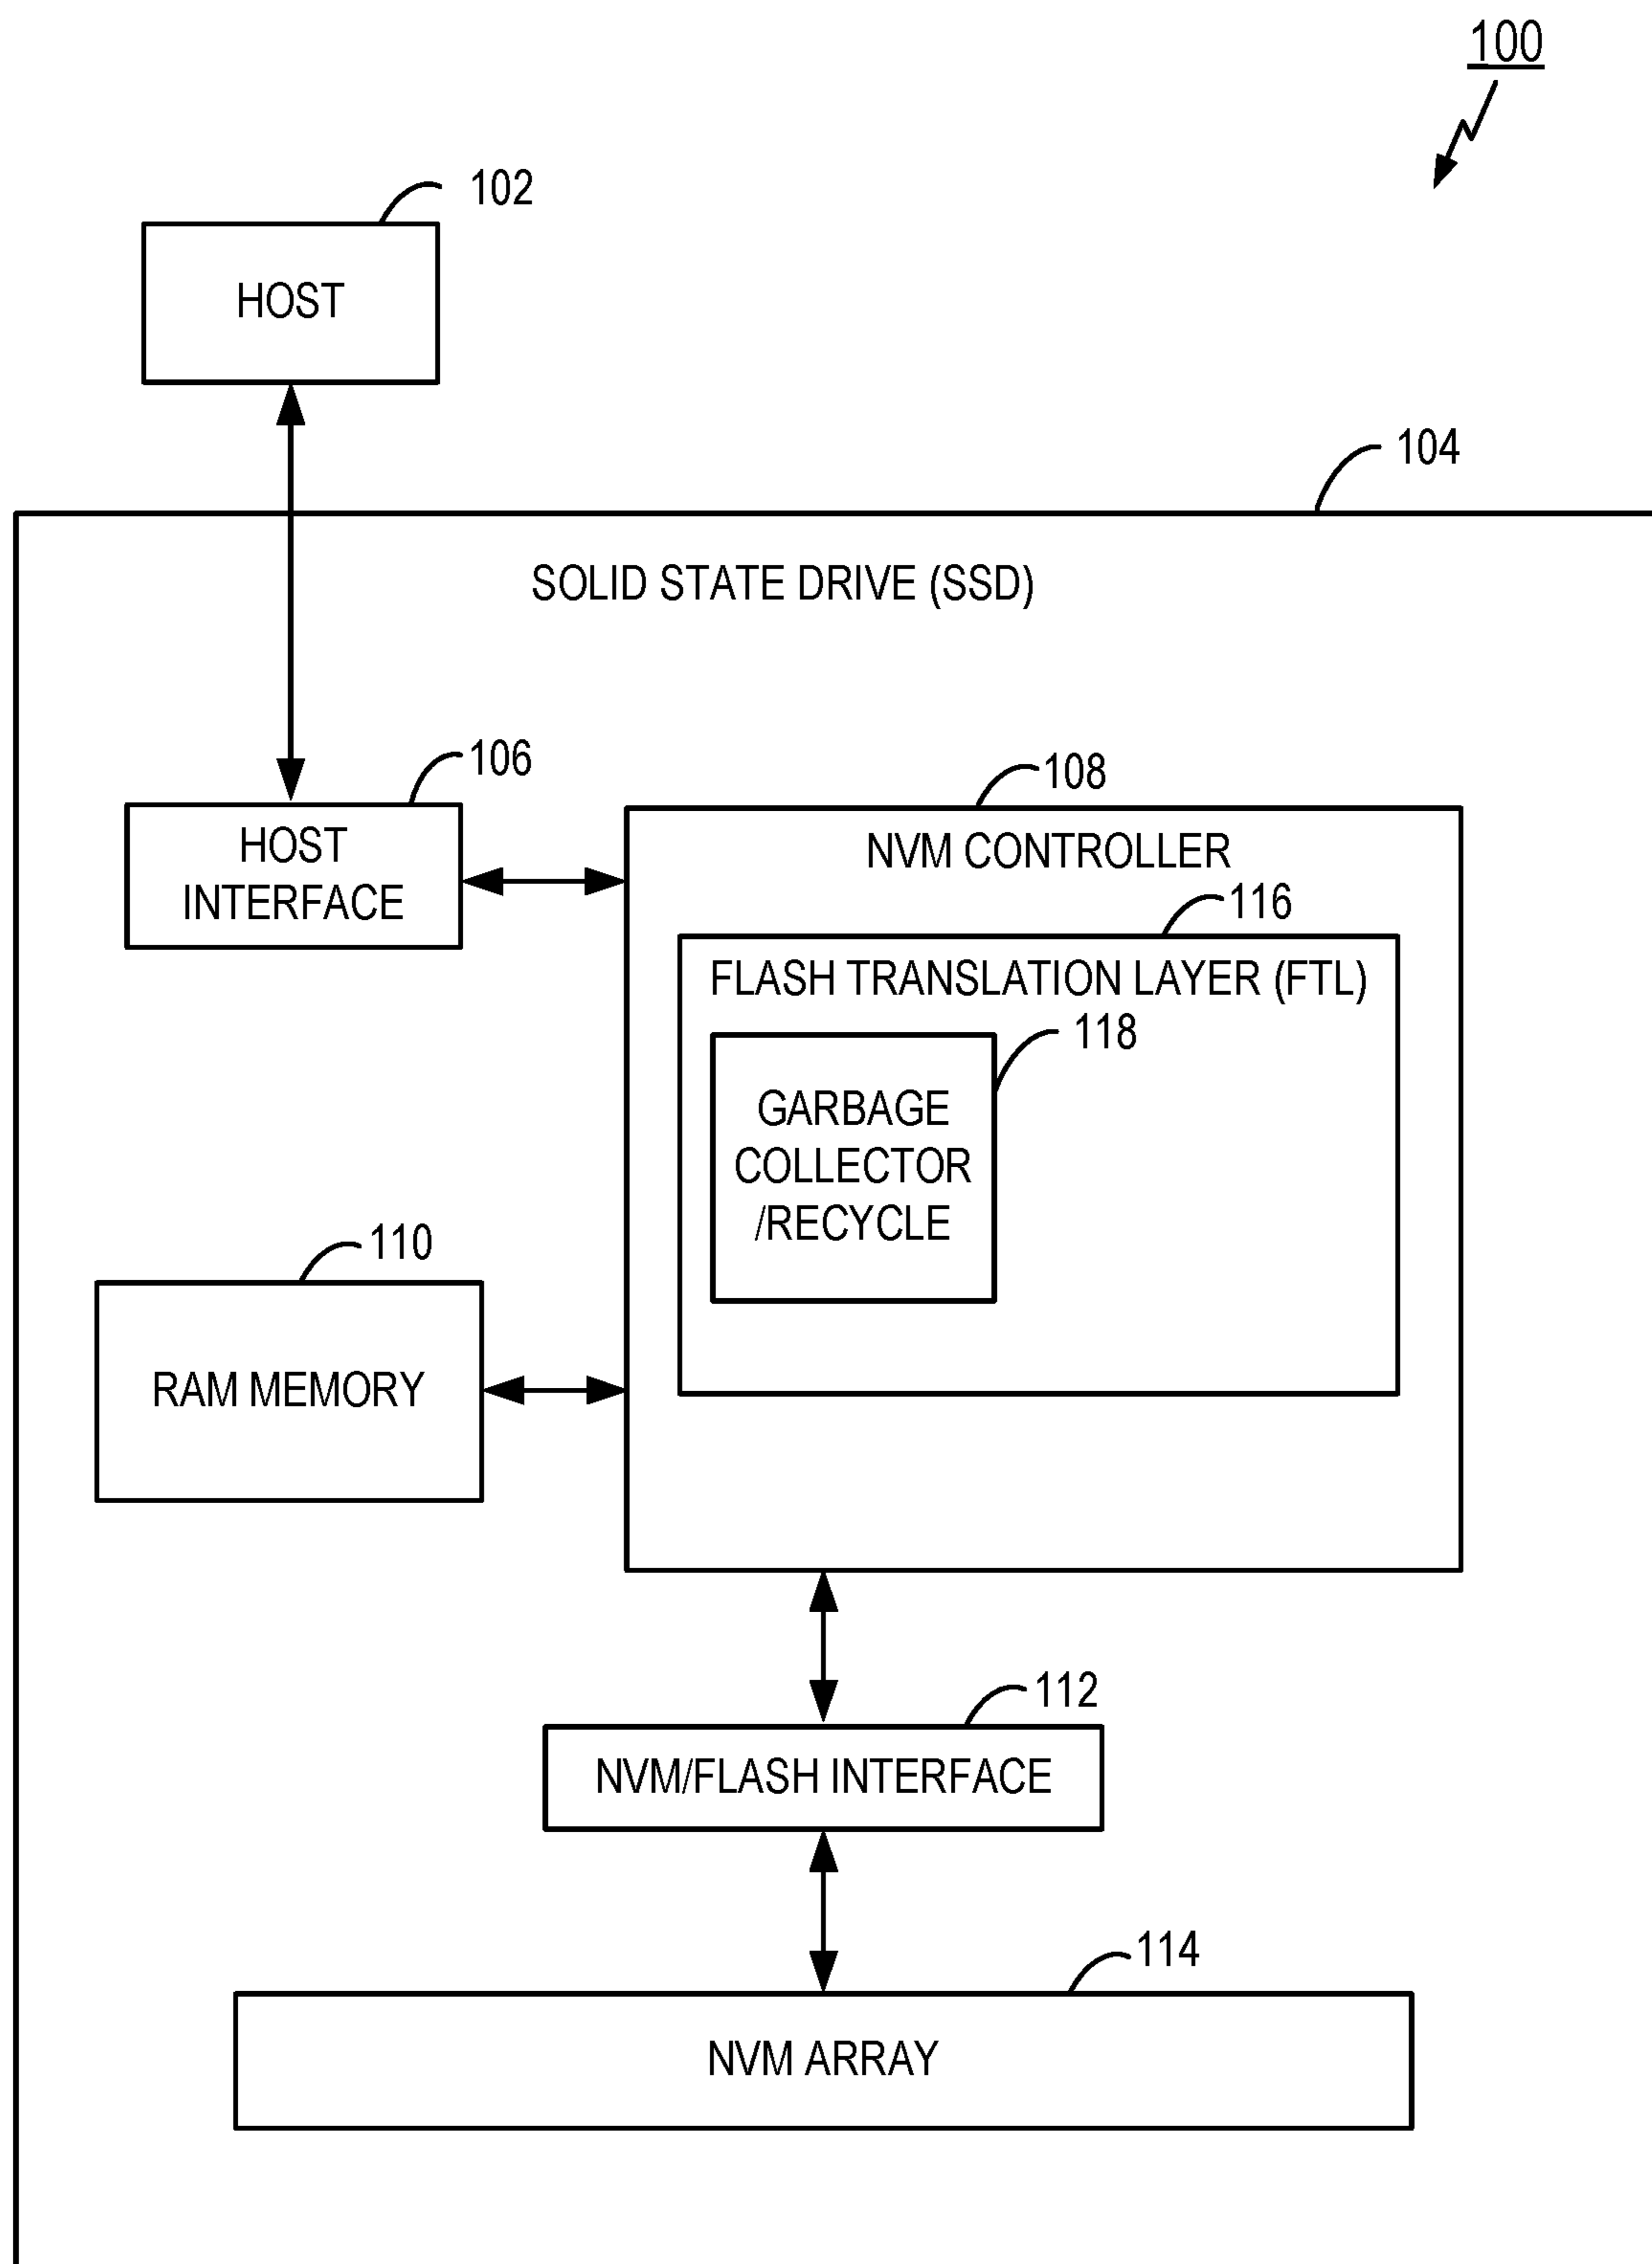 100
102
HOST
104
SOLID STATE DRIVE (SSD)
106
HOST
INTERFACE
108
NVM CONTROLLER
116
FLASH TRANSLATION LAYER (FTL)
118
GARBAGE
COLLECTOR
/RECYCLE
110
RAM MEMORY
112
NVM/FLASH INTERFACE
114
NVM ARRAY